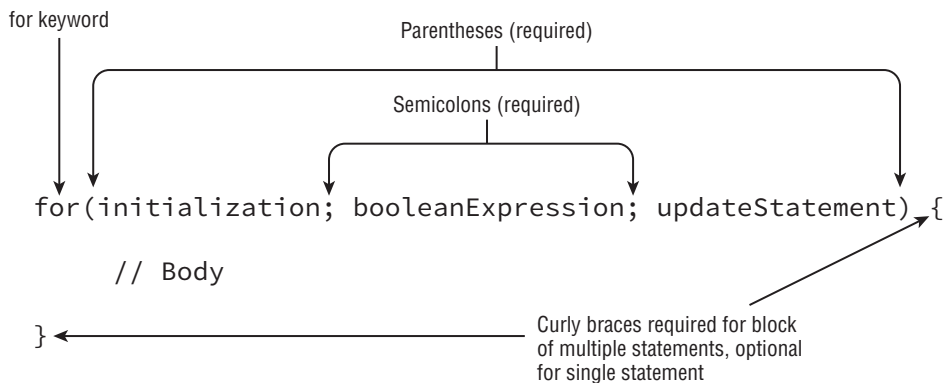 for keyword
Parentheses (required)
Semicolons (required)
for(initialization; booleanExpression; updateStatement) {
// Body
}
Curly braces required for block
of multiple statements, optional
for single statement